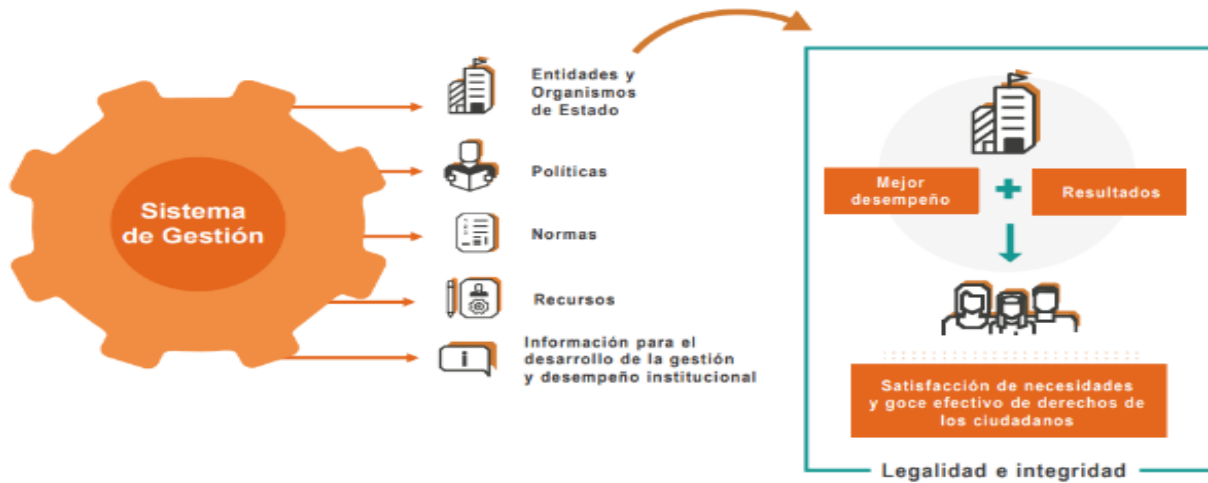 Sistema
de Gestión
Entidades y
Organismos
de Estado
Políticas
Normas
Recursos
Información para el
desarrollo de la gestión
y desempeño institucional
Mejor
desempeño
Resultados
Satisfacción de necesidades
y goce efectivo de derechos de
los ciudadanos
Legalidad e integridad